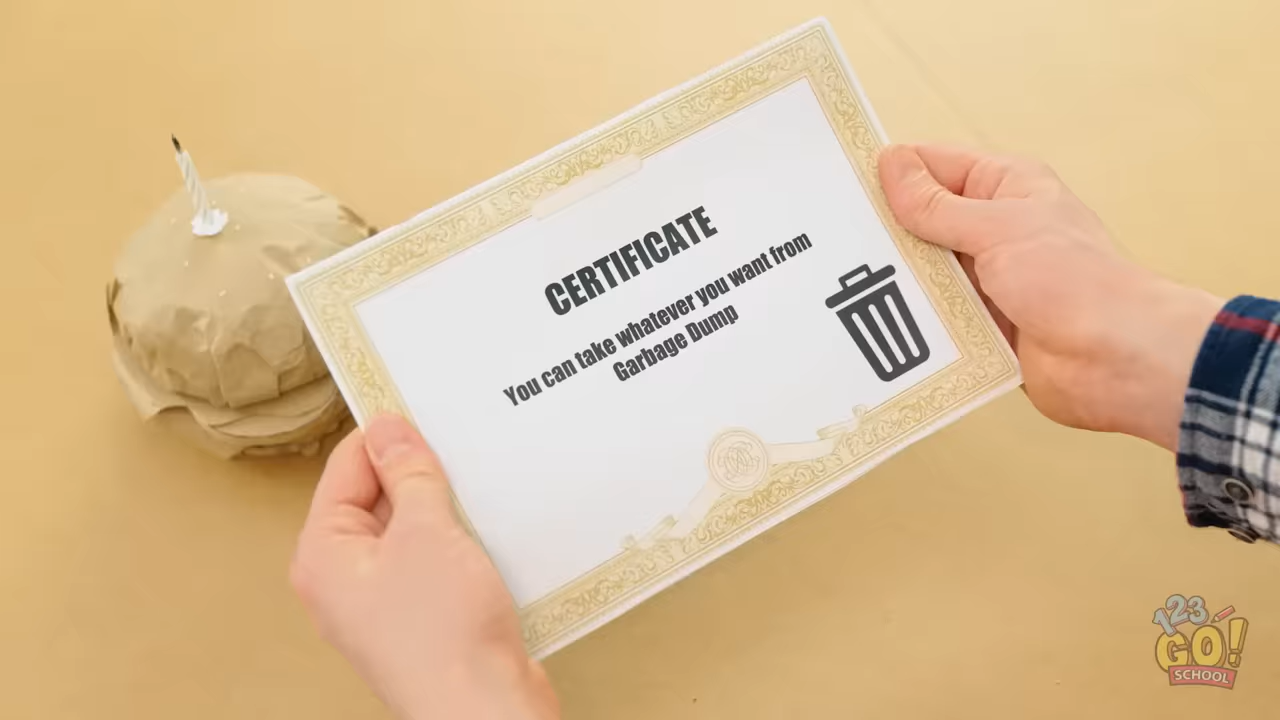 CERTIFICATE
You can take whatever you want from
Garbage Dump
123
GO!
SCHOOL